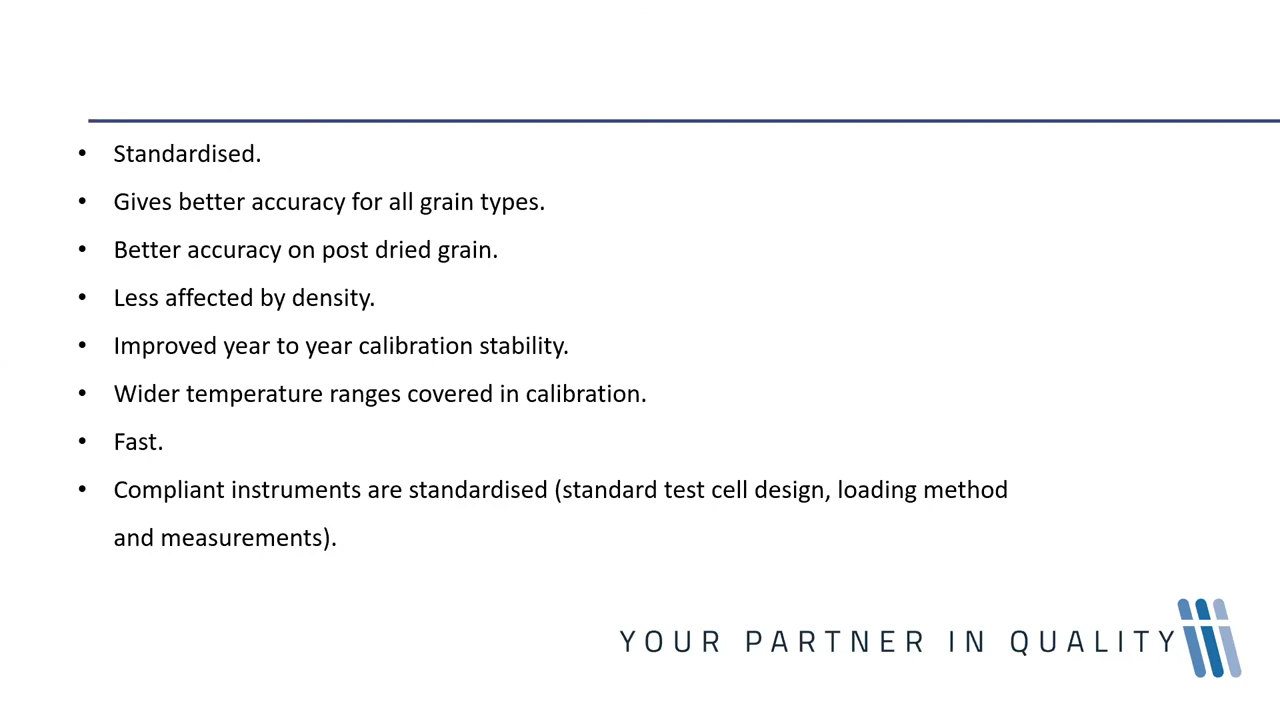 • Standardised.
• Gives better accuracy for all grain types.
• Better accuracy on post dried grain.
• Less affected by density.
• Improved year to year calibration stability.
• Wider temperature ranges covered in calibration.
• Fast.
• Compliant instruments are standardised (standard test cell design, loading method
and measurements).
YOUR PARTNER IN QUALITY